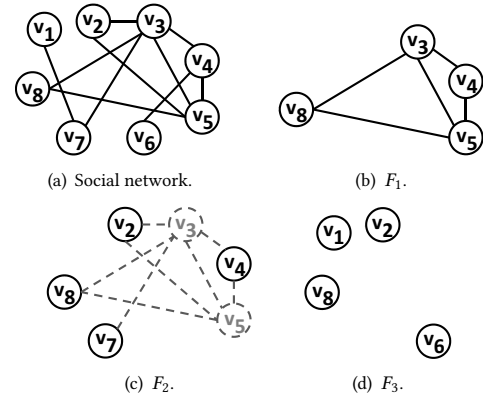 v1
v2
v3
v4
v5
v6
v7
v8
(a) Social network.
v3
v4
v5
v8
(b) F1.
v2
v3
v4
v5
v7
v8
(c) F2.
v1
v2
v8
v6
(d) F3.